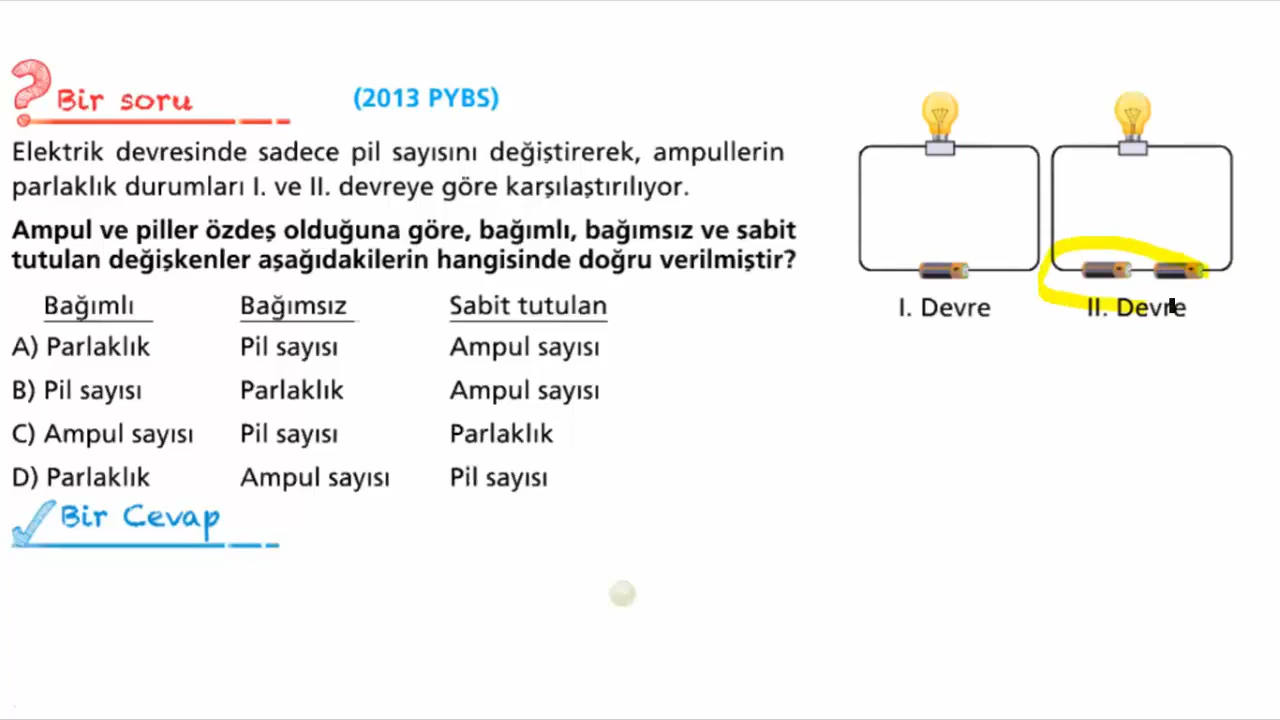 Bir soru
(2013 PYBS)
Elektrik devresinde sadece pil sayısını değiştirerek, ampullerin
parlaklık durumları I. ve II. devreye göre karşılaştırılıyor.
Ampul ve piller özdeş olduğuna göre, bağımlı, bağımsız ve sabit
tutulan değişkenler aşağıdakilerin hangisinde doğru verilmiştir?
Bağımlı Bağımsız Sabit tutulan
A) Parlaklık Pil sayısı Ampul sayısı
B) Pil sayısı Parlaklık Ampul sayısı
C) Ampul sayısı Pil sayısı Parlaklık
D) Parlaklık Ampul sayısı Pil sayısı
Bir Cevap
I. Devre
II. Devre